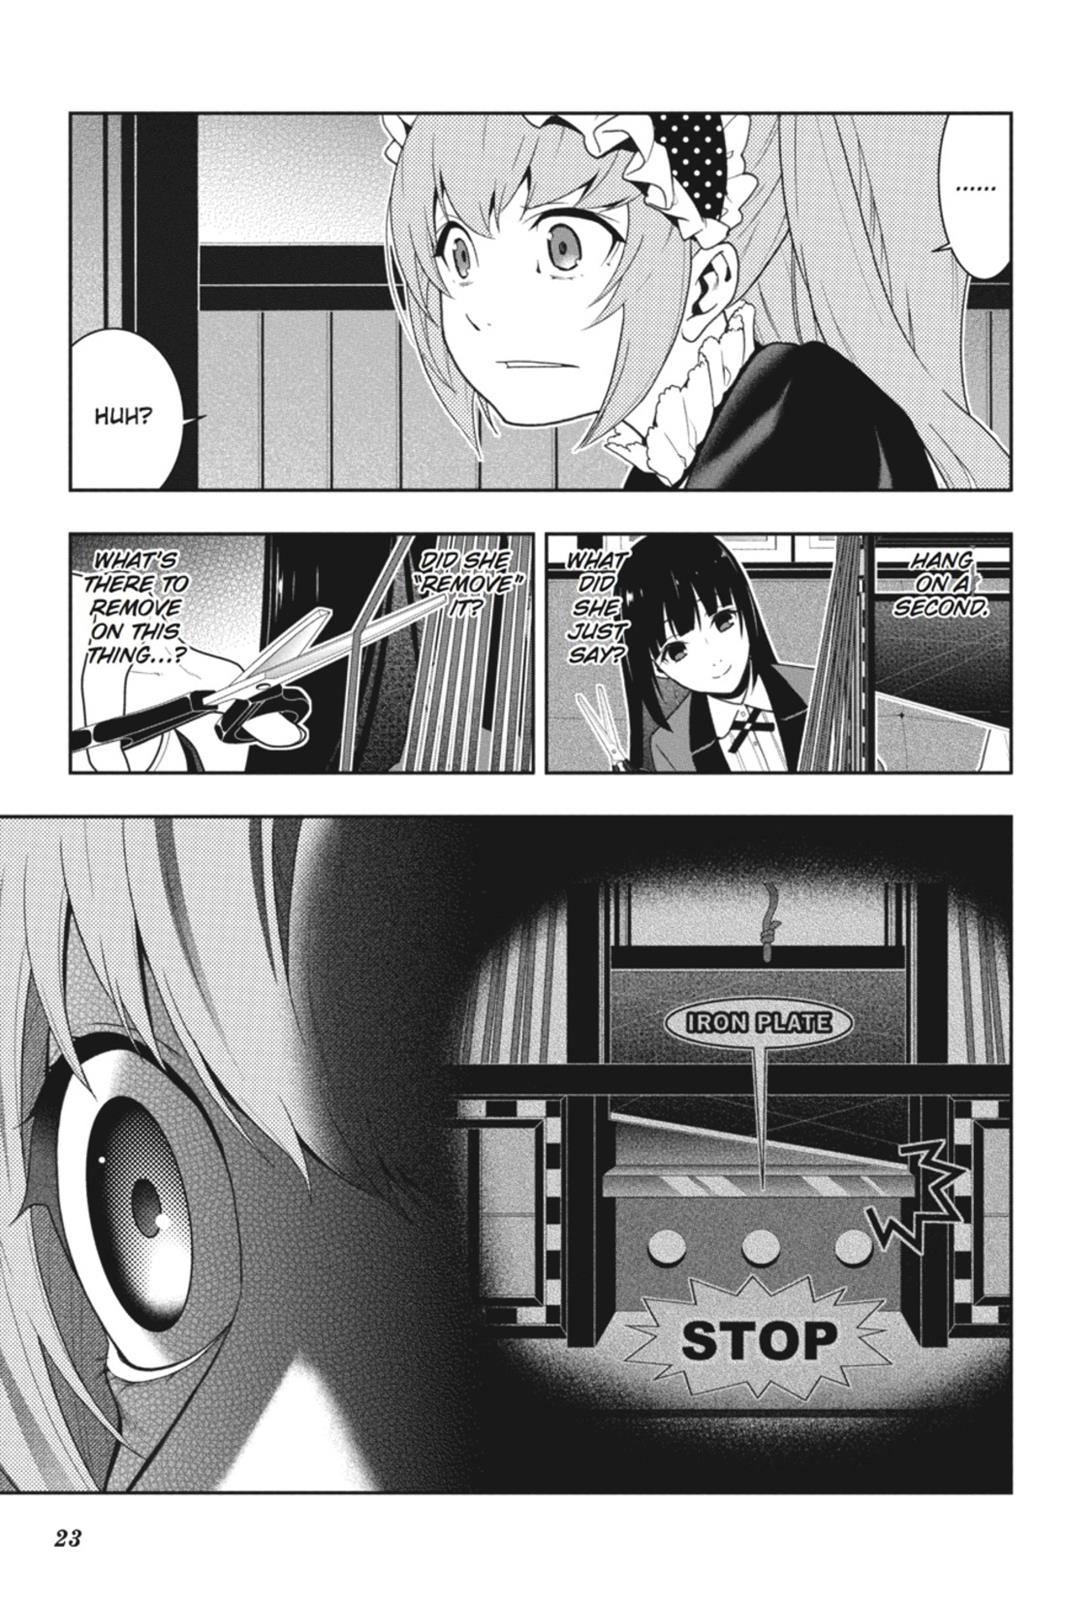 ......
HUH?
HANG
ON A
SECOND.
WHAT
DID
SHE
JUST
SAY?
DID SHE
"REMOVE"
IT?
WHAT'S
THERE TO
REMOVE
ON THIS
THING...?
IRON PLATE
STOP
23